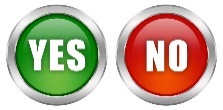 YES NO